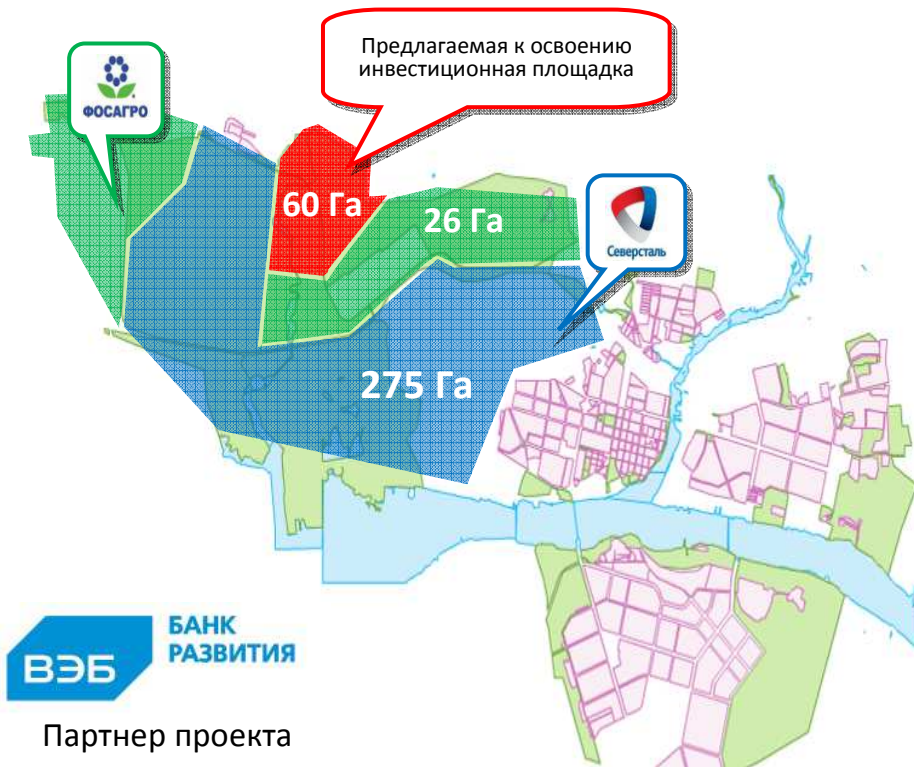 Предлагаемая к освоению
инвестиционная площадка
ФОСАГРО
60 Га
26 Га
Северсталь
275 Га
ВЭБ
БАНК
РАЗВИТИЯ
Партнер проекта